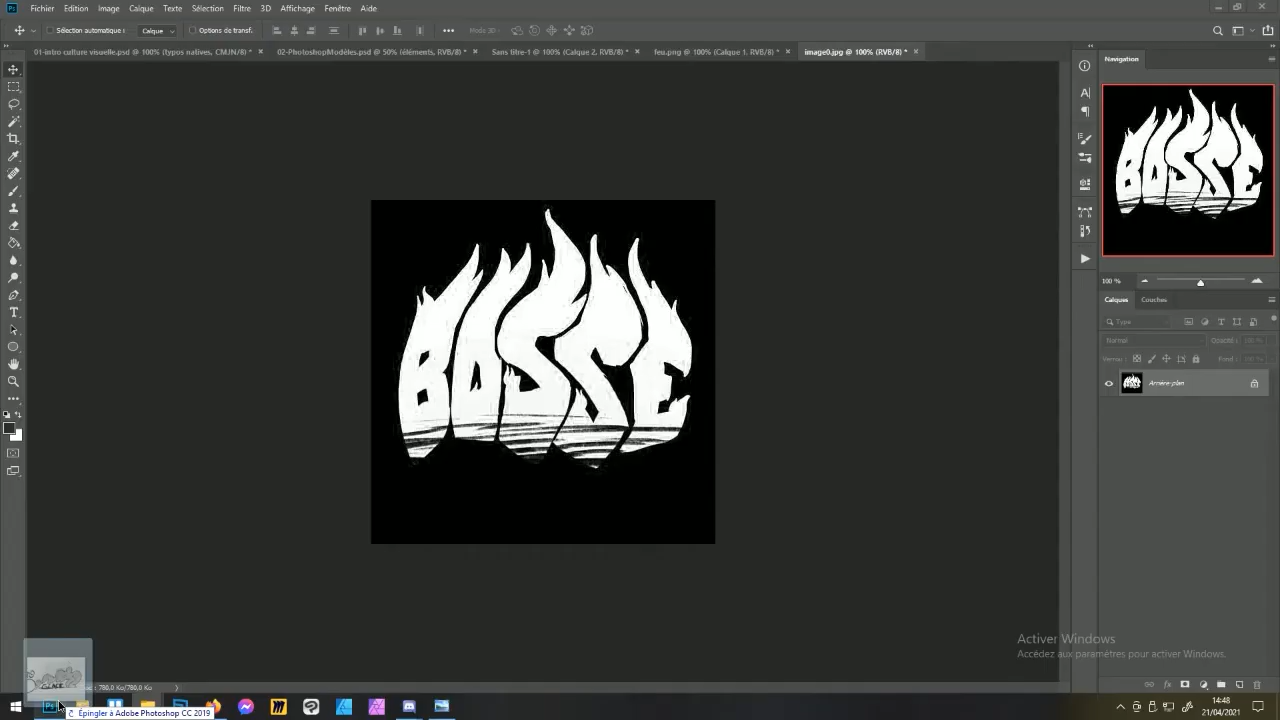 Fichier Edition Image Calque Texte Sélection Filtre 3D Affichage Fenêtre Aide
Sélection automatique : Calque Options de transf. Mode 3D :
01-intro culture visuelle.psd @ 100% (typos natives, CMJN/8) * 02-PhotoshopModèles.psd @ 50% (éléments, RVB/8) * Sans titre-1 @ 100% (Calque 2, RVB/8) * feu.png @ 100% (Calque 1, RVB/8) * image0.jpg @ 100% (RVB/8) *
Navigation
BOSSE
BOSSE
100 %
Calques Couches
Type
Normal Opacité : 100 %
Verrou : Fond : 100 %
Arrière-plan
Activer Windows
Accédez aux paramètres pour activer Windows.
GLACE
Doc : 780,0 Ko/780,0 Ko
Épingler à Adobe Photoshop CC 2019
14:48
21/04/2021